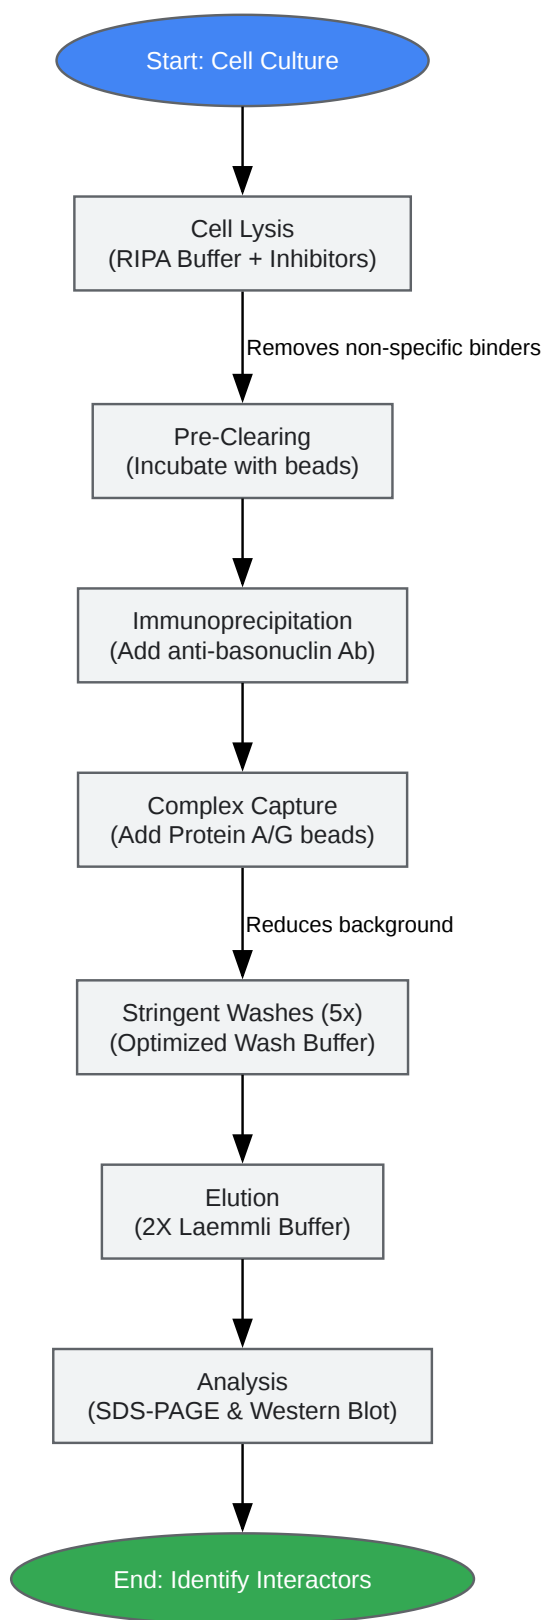 Start: Cell Culture
Cell Lysis
(RIPA Buffer + Inhibitors)
Removes non-specific binders
Pre-Clearing
(Incubate with beads)
Immunoprecipitation
(Add anti-basonuclin Ab)
Complex Capture
(Add Protein A/G beads)
Reduces background
Stringent Washes (5x)
(Optimized Wash Buffer)
Elution
(2X Laemmli Buffer)
Analysis
(SDS-PAGE & Western Blot)
End: Identify Interactors